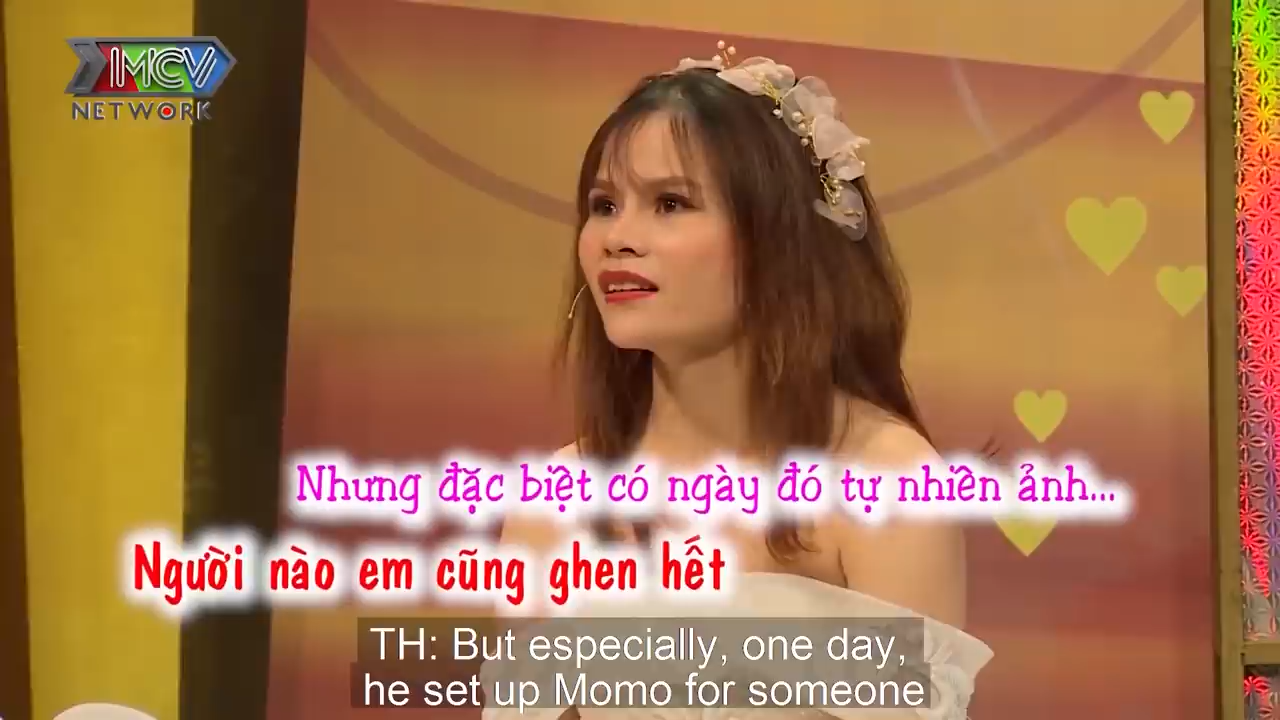 MCV
NETWORK
Nhưng đặc biệt có ngày đó tự nhiên ảnh...
Người nào em cũng ghen hết
TH: But especially, one day,
he set up Momo for someone